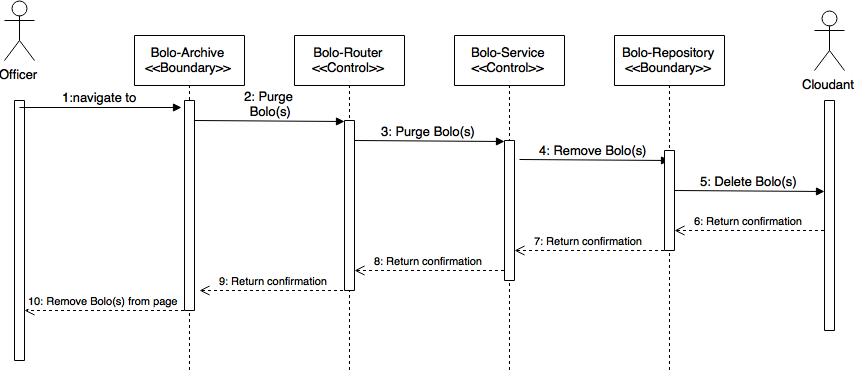 Officer
Bolo-Archive
<<Boundary>>
Bolo-Router
<<Control>>
Bolo-Service
<<Control>>
Bolo-Repository
<<Boundary>>
Cloudant
1:navigate to
2: Purge
Bolo(s)
3: Purge Bolo(s)
4: Remove Bolo(s)
5: Delete Bolo(s)
6: Return confirmation
7: Return confirmation
8: Return confirmation
9: Return confirmation
10: Remove Bolo(s) from page